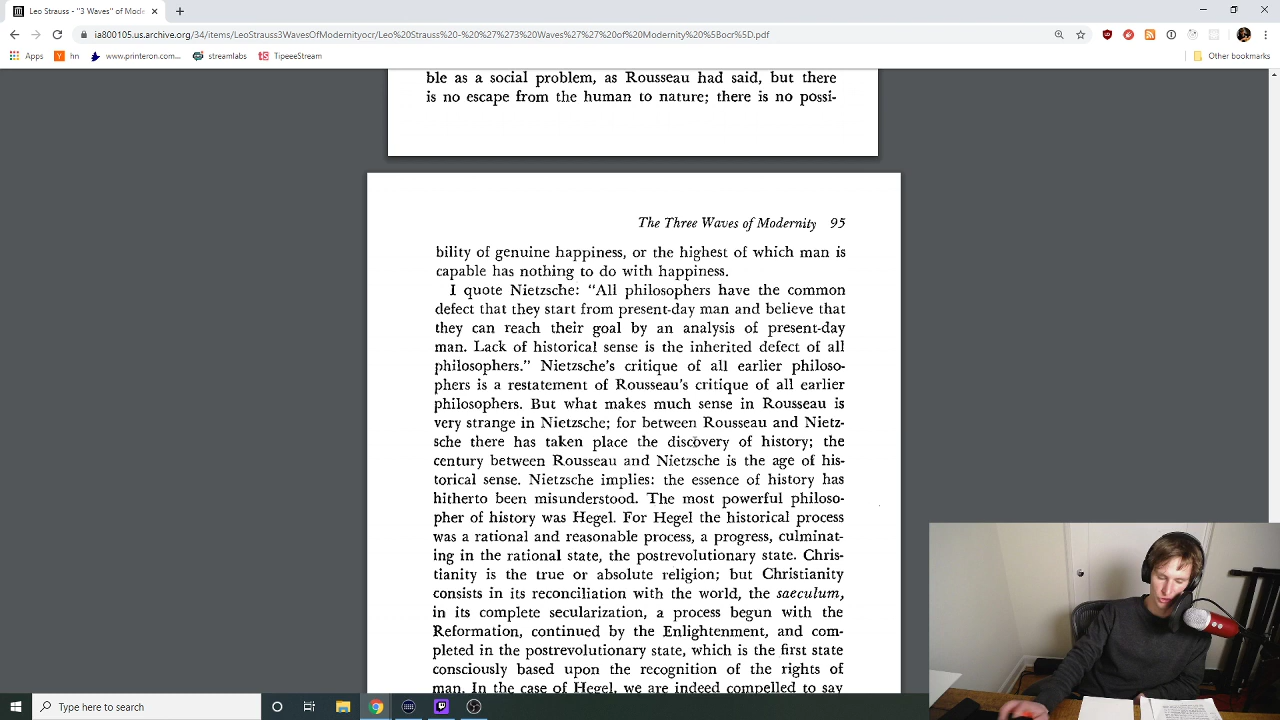 Leo Strauss - "3 Waves" of Mode
ia800105.us.archive.org/34/items/LeoStrauss3WavesOfModernityocr/Leo%20Strauss%20-%20%27%273%20Waves%27%27%20of%20Modernity%20%5Bocr%5D.pdf
Apps
hn
www.printeron.com...
streamlabs
TipeeeStream
Other bookmarks
ble as a social problem, as Rousseau had said, but there
is no escape from the human to nature; there is no possi-
The Three Waves of Modernity 95
bility of genuine happiness, or the highest of which man is
capable has nothing to do with happiness.
I quote Nietzsche: “All philosophers have the common
defect that they start from present-day man and believe that
they can reach their goal by an analysis of present-day
man. Lack of historical sense is the inherited defect of all
philosophers.” Nietzsche's critique of all earlier philoso-
phers is a restatement of Rousseau's critique of all earlier
philosophers. But what makes much sense in Rousseau is
very strange in Nietzsche; for between Rousseau and Nietz-
sche there has taken place the discovery of history; the
century between Rousseau and Nietzsche is the age of his-
torical sense. Nietzsche implies: the essence of history has
hitherto been misunderstood. The most powerful philoso-
pher of history was Hegel. For Hegel the historical process
was a rational and reasonable process, a progress, culminat-
ing in the rational state, the postrevolutionary state. Chris-
tianity is the true or absolute religion; but Christianity
consists in its reconciliation with the world, the saeculum,
in its complete secularization, a process begun with the
Reformation, continued by the Enlightenment, and com-
pleted in the postrevolutionary state, which is the first state
consciously based upon the recognition of the rights of
man. In the case of Hegel, we are indeed compelled to say
Type here to search